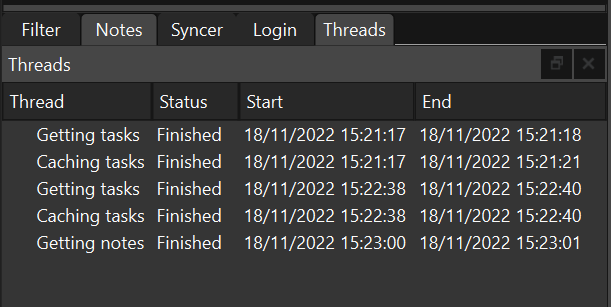 Filter Notes Syncer Login Threads
Threads
Thread Status Start End
Getting tasks Finished 18/11/2022 15:21:17 18/11/2022 15:21:18
Caching tasks Finished 18/11/2022 15:21:17 18/11/2022 15:21:21
Getting tasks Finished 18/11/2022 15:22:38 18/11/2022 15:22:40
Caching tasks Finished 18/11/2022 15:22:38 18/11/2022 15:22:40
Getting notes Finished 18/11/2022 15:23:00 18/11/2022 15:23:01